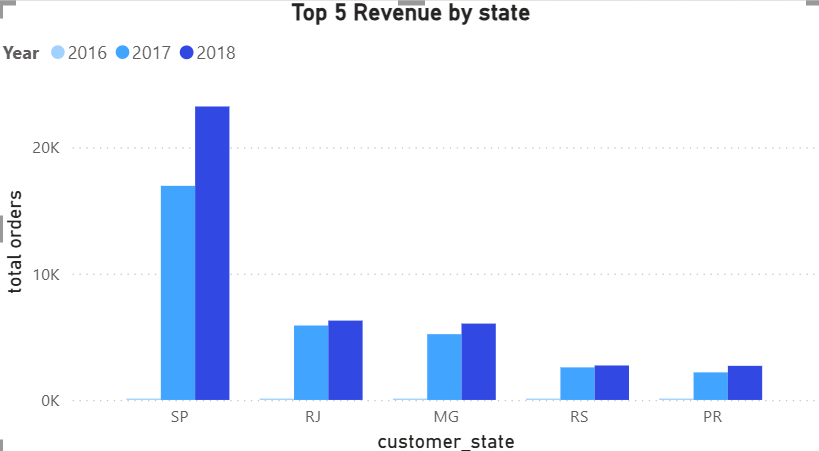 Top 5 Revenue by state
Year 2016 2017 2018
20K
10K
0K
total orders
SP RJ MG RS PR
customer_state